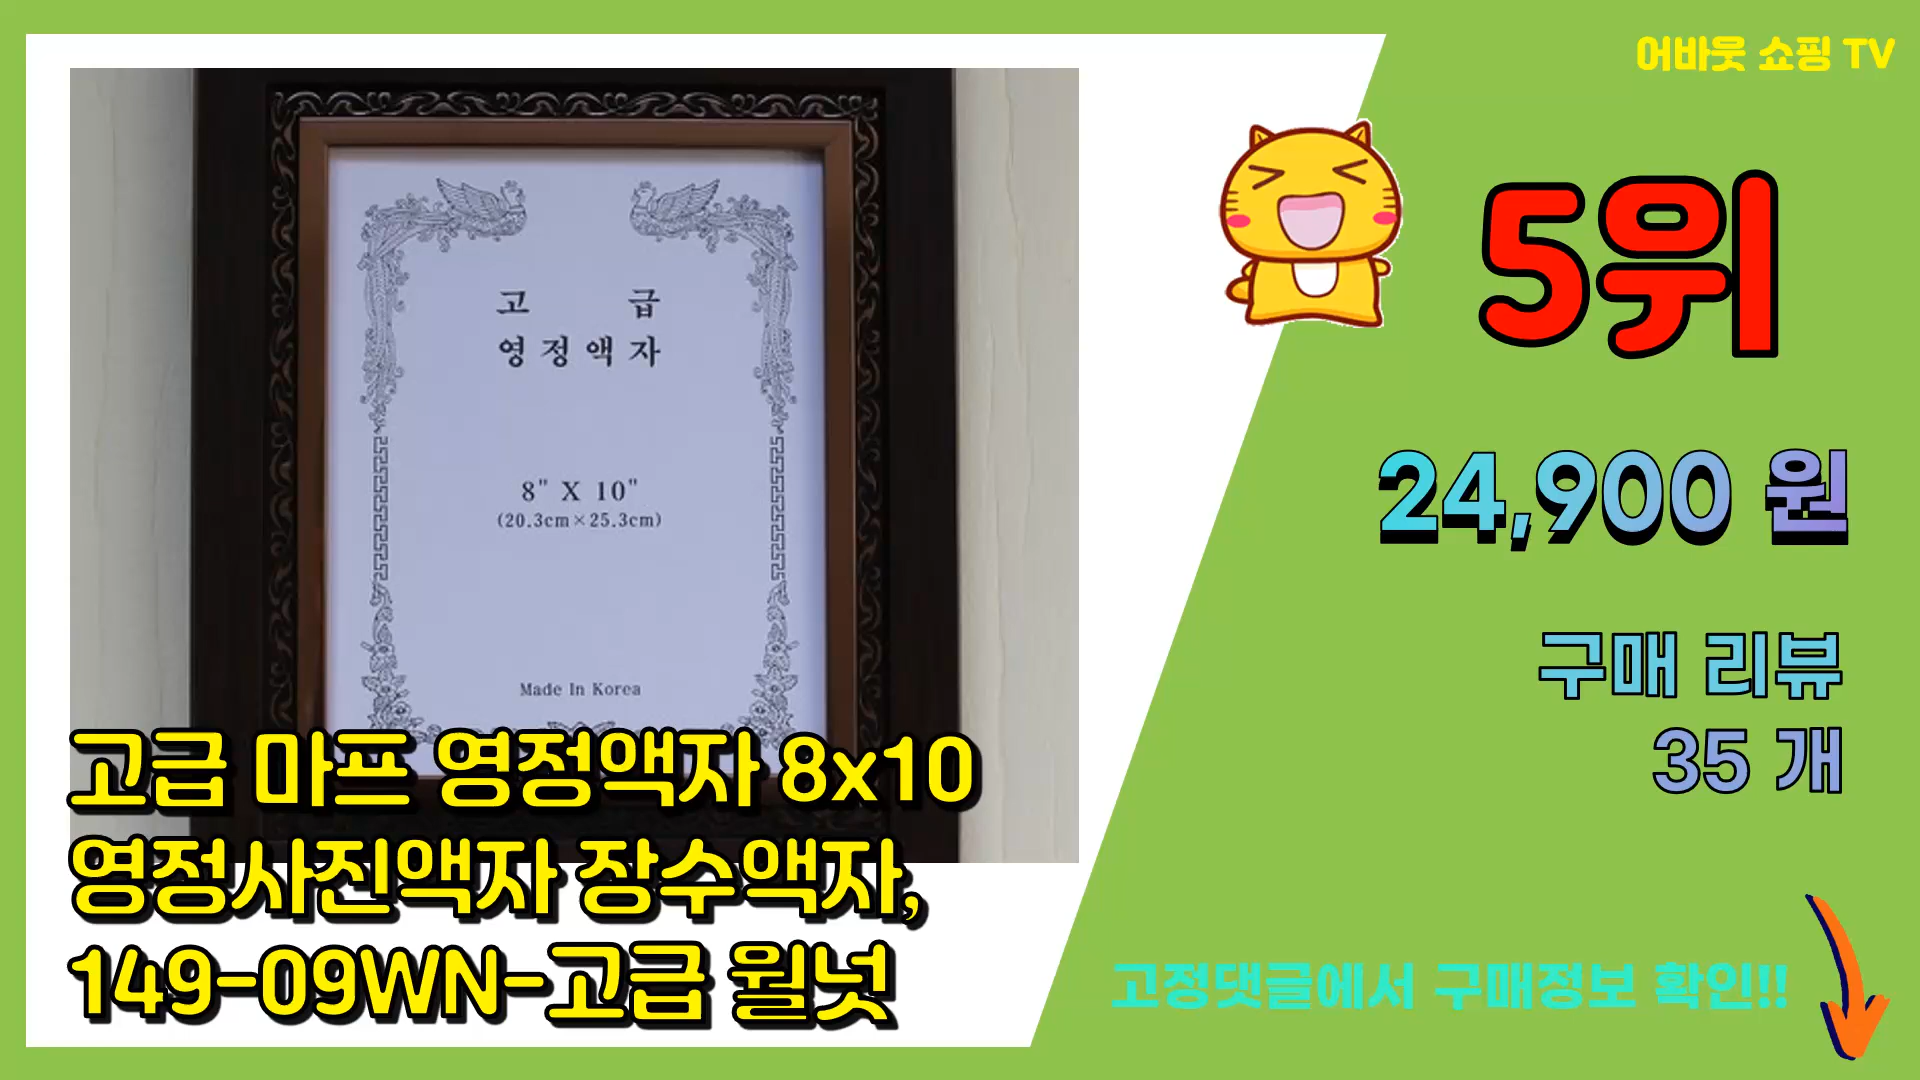 어바웃 쇼핑 TV
5위
고 급
영정액자
8" X 10"
(20.3cm×25.3cm)
Made In Korea
24,900 원
구매 리뷰
35 개
고급 마프 영정액자 8x10
영정사진액자 장수액자,
149-09WN-고급 월넛
고정댓글에서 구매정보 확인!!